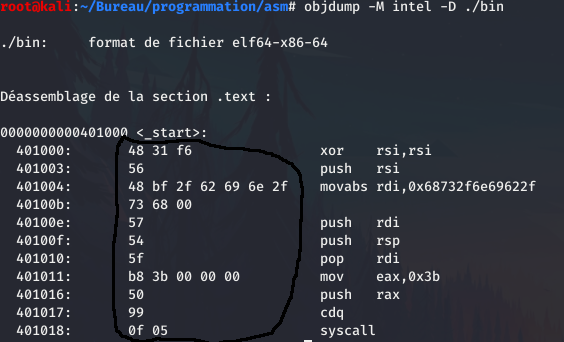 root@kali:~/Bureau/programmation/asm# objdump -M intel -D ./bin
./bin:     format de fichier elf64-x86-64
Déassemblage de la section .text :
0000000000401000 <_start>:
401000:	48 31 f6	xor    rsi,rsi
401003:	56	push   rsi
401004:	48 bf 2f 62 69 6e 2f	movabs rdi,0x68732f6e69622f
40100b:	73 68 00
40100e:	57	push   rdi
40100f:	54	push   rsp
401010:	5f	pop    rdi
401011:	b8 3b 00 00 00	mov    eax,0x3b
401016:	50	push   rax
401017:	99	cdq
401018:	0f 05	syscall